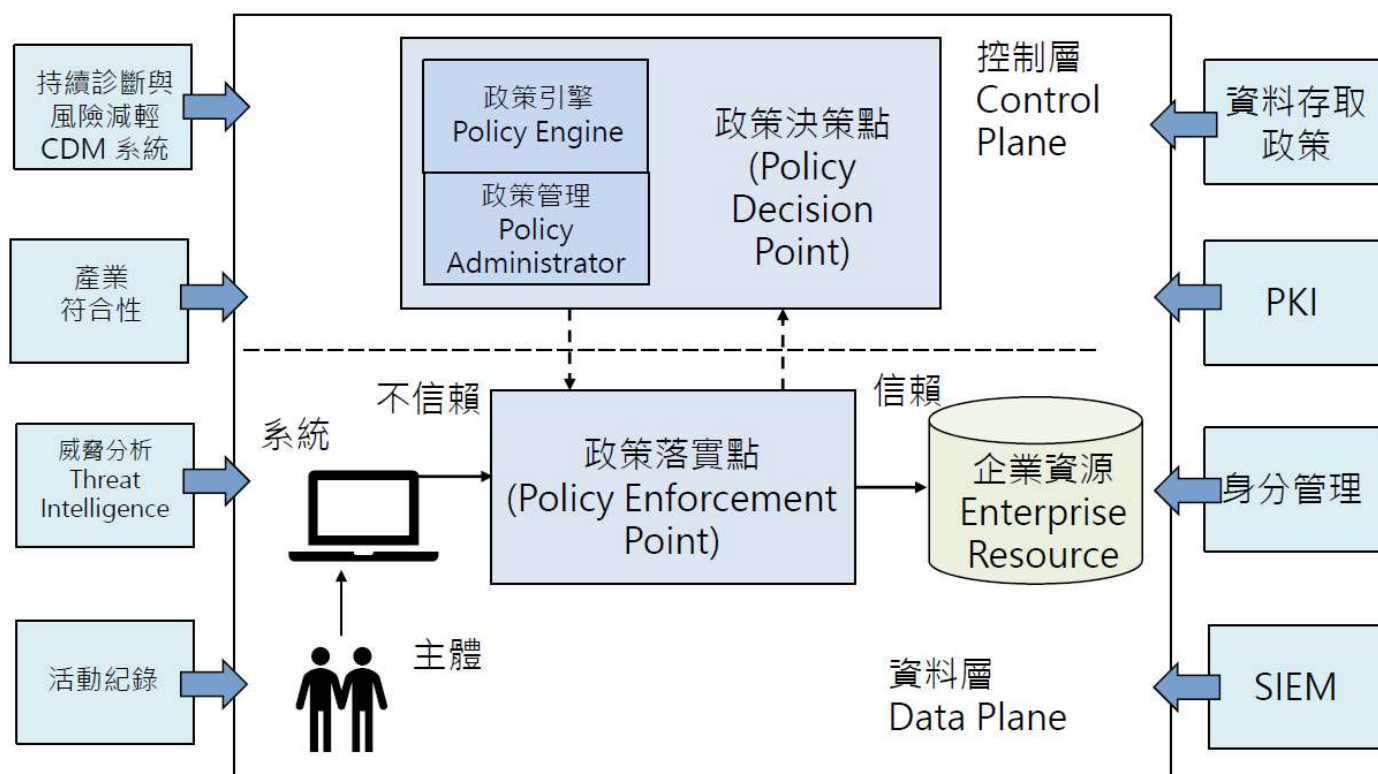 持續診斷與
風險減輕
CDM 系統
產業
符合性
威脅分析
Threat
Intelligence
活動紀錄
政策引擎
Policy Engine
政策管理
Policy
Administrator
政策決策點
(Policy
Decision
Point)
控制層
Control
Plane
不信賴
信賴
系統
政策落實點
(Policy Enforcement
Point)
企業資源
Enterprise
Resource
主體
資料層
Data Plane
資料存取
政策
PKI
身分管理
SIEM